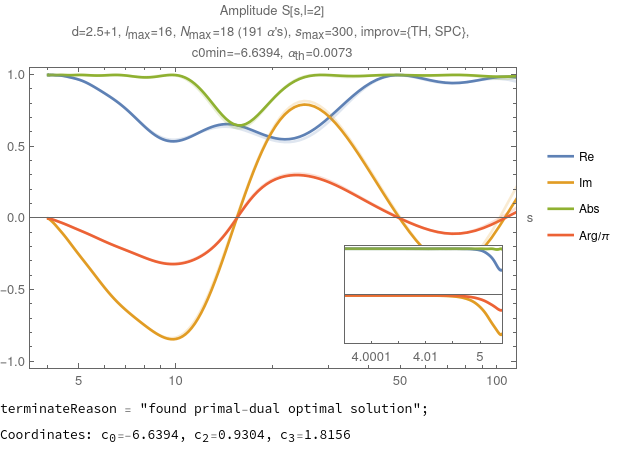 Amplitude S[s,l=2]
d=2.5+1, lmax=16, Nmax=18 (191 α's), smax=300, improv={TH, SPC},
c0min=−6.6394, αth=0.0073
1.0
0.5
0.0
−0.5
−1.0
s
Re
Im
Abs
Arg/π
4.0001 4.01 5
5 10 50 100
terminateReason = "found primal-dual optimal solution";
Coordinates: c0=-6.6394, c2=0.9304, c3=1.8156